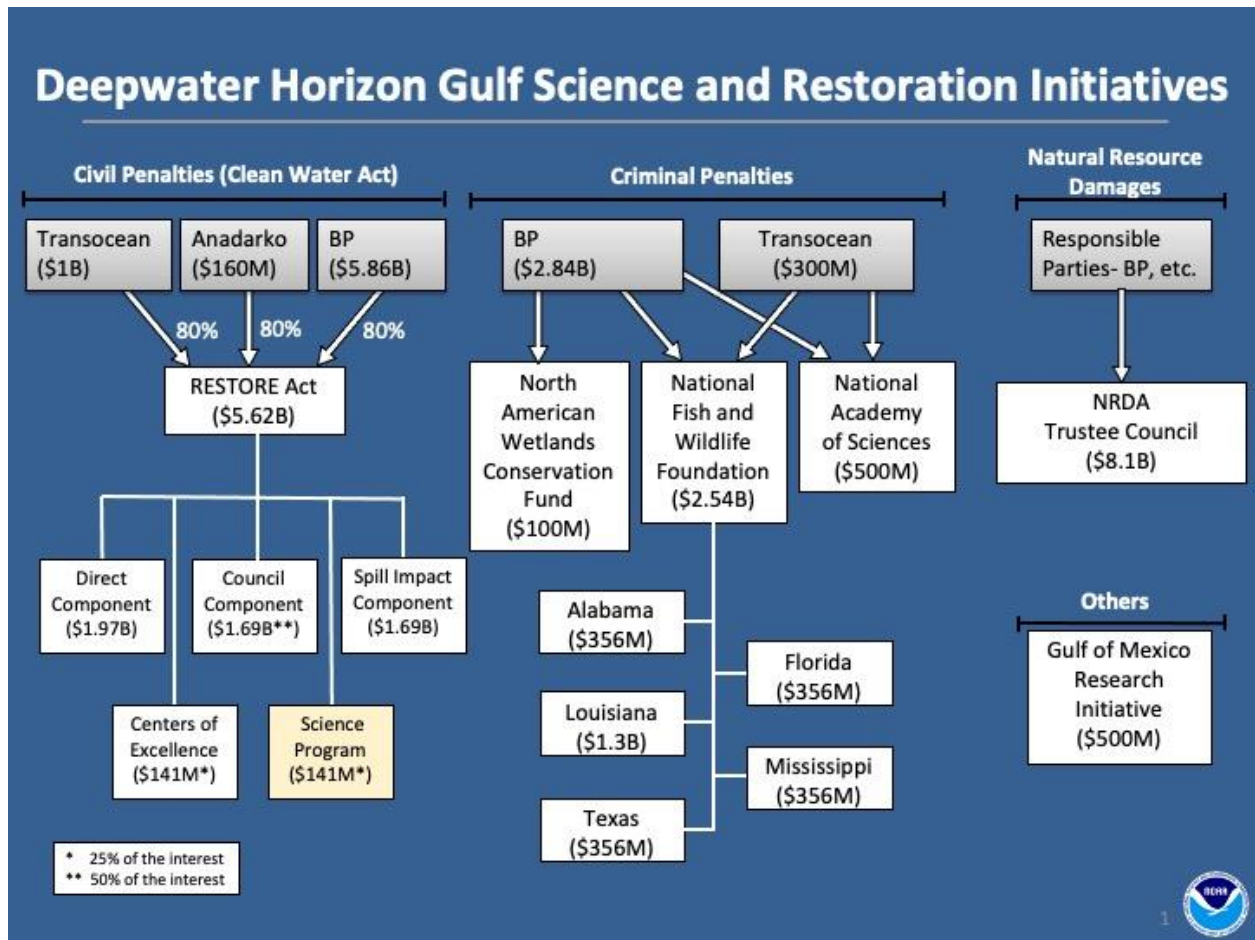 Deepwater Horizon Gulf Science and Restoration Initiatives
Civil Penalties (Clean Water Act)
Transocean
($1B)
Anadarko
($160M)
BP
($5.86B)
80%
80%
80%
RESTORE Act
($5.62B)
Direct
Component
($1.97B)
Council
Component
($1.69B**)
Spill Impact
Component
($1.69B)
Centers of
Excellence
($141M*)
Science
Program
($141M*)
* 25% of the interest
** 50% of the interest
Criminal Penalties
BP
($2.84B)
Transocean
($300M)
North
American
Wetlands
Conservation
Fund
($100M)
National
Fish and
Wildlife
Foundation
($2.54B)
National
Academy
of Sciences
($500M)
Alabama
($356M)
Florida
($356M)
Louisiana
($1.3B)
Mississippi
($356M)
Texas
($356M)
Natural Resource
Damages
Responsible
Parties- BP, etc.
NRDA
Trustee Council
($8.1B)
Others
Gulf of Mexico
Research
Initiative
($500M)
1
NOAA